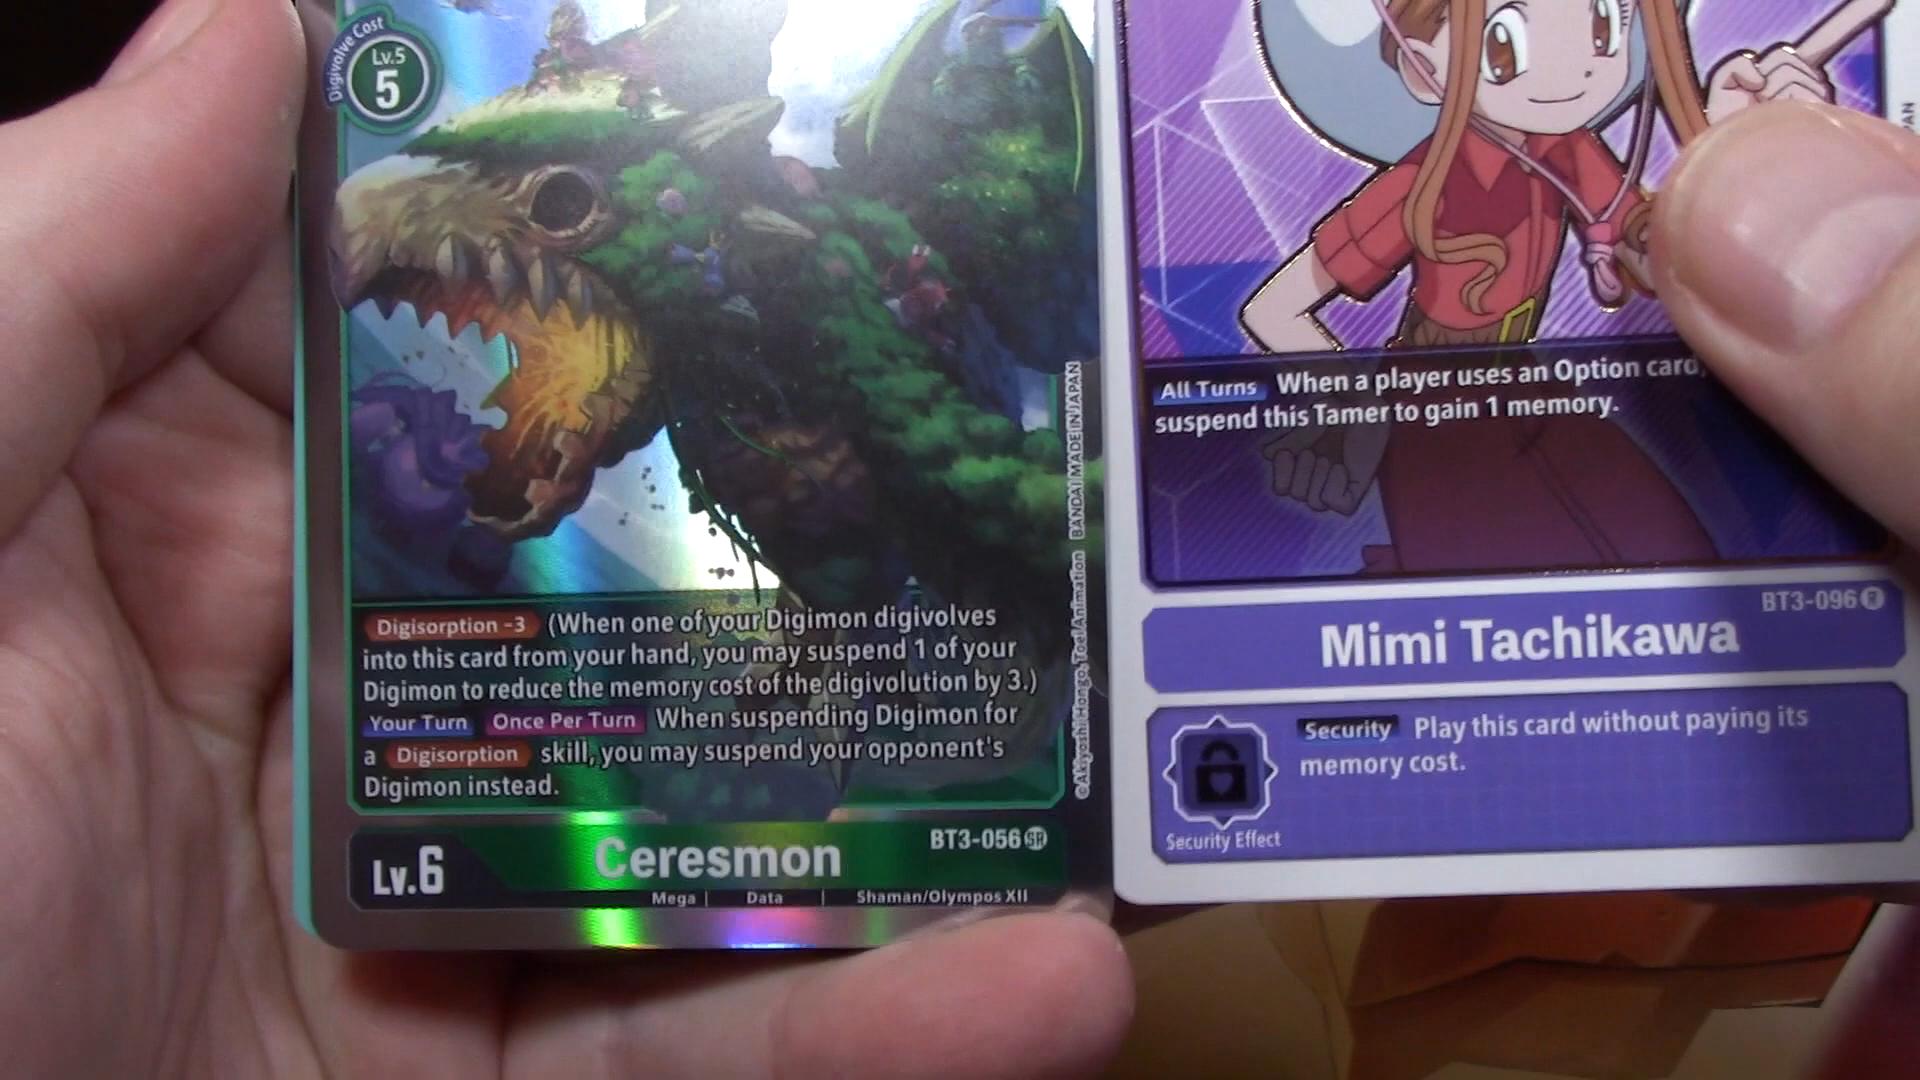 Digivolve Cost
Lv.5
5
Digisorption -3 (When one of your Digimon digivolves
into this card from your hand, you may suspend 1 of your
Digimon to reduce the memory cost of the digivolution by 3.)
Your Turn Once Per Turn When suspending Digimon for
a Digisorption skill, you may suspend your opponent's
Digimon instead.
©Akiyoshi Hongo, Toei Animation BANDAI MADE IN JAPAN
BT3-056 SR
Lv.6 Ceresmon
Mega | Data | Shaman/Olympos XII
All Turns When a player uses an Option card,
suspend this Tamer to gain 1 memory.
BT3-096 R
Mimi Tachikawa
Security Play this card without paying its
memory cost.
Security Effect